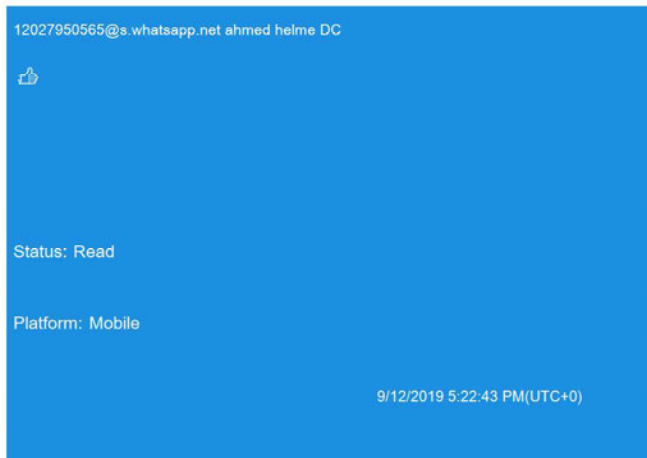 12027950565@s.whatsapp.net ahmed helme DC
👍
Status: Read
Platform: Mobile
9/12/2019 5:22:43 PM(UTC+0)